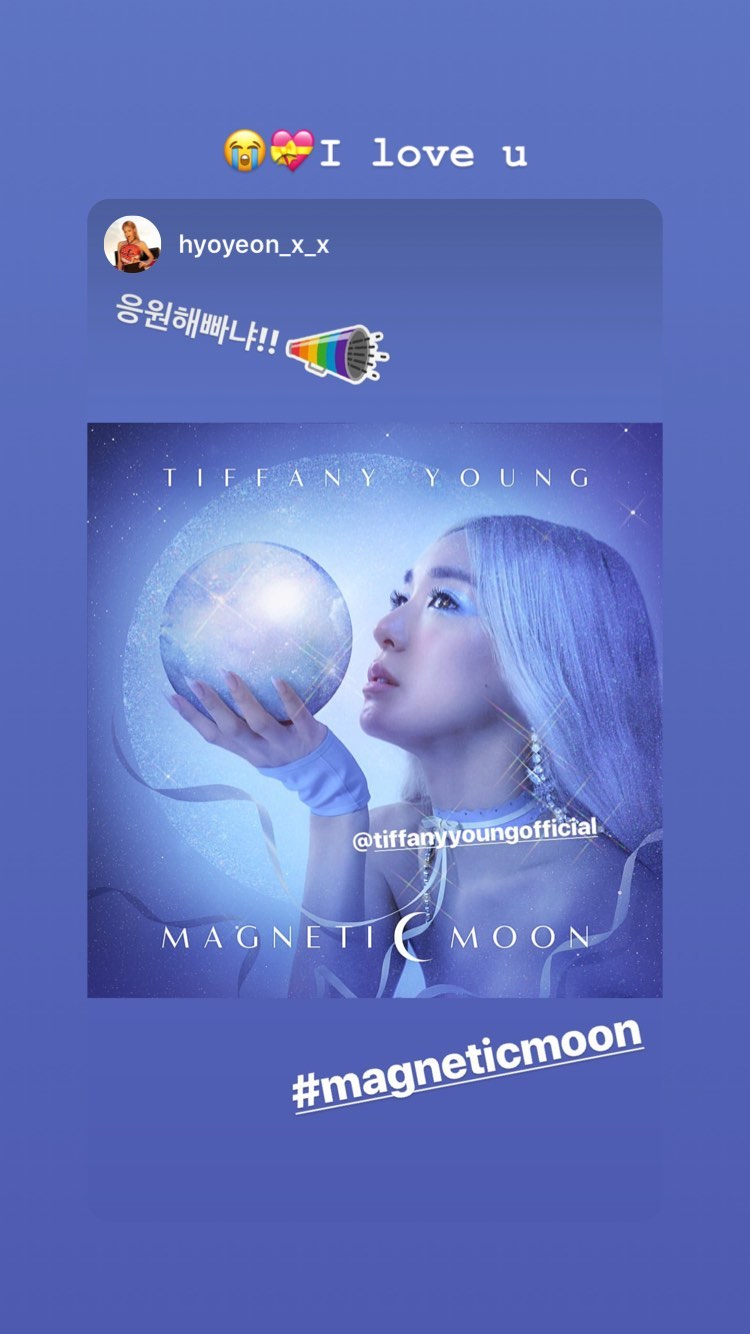 😭💝I love u
hyoyeon_x_x
응원해빠냐!!
TIFFANY YOUNG
@tiffanyyoungofficial
MAGNETIC MOON
#magneticmoon